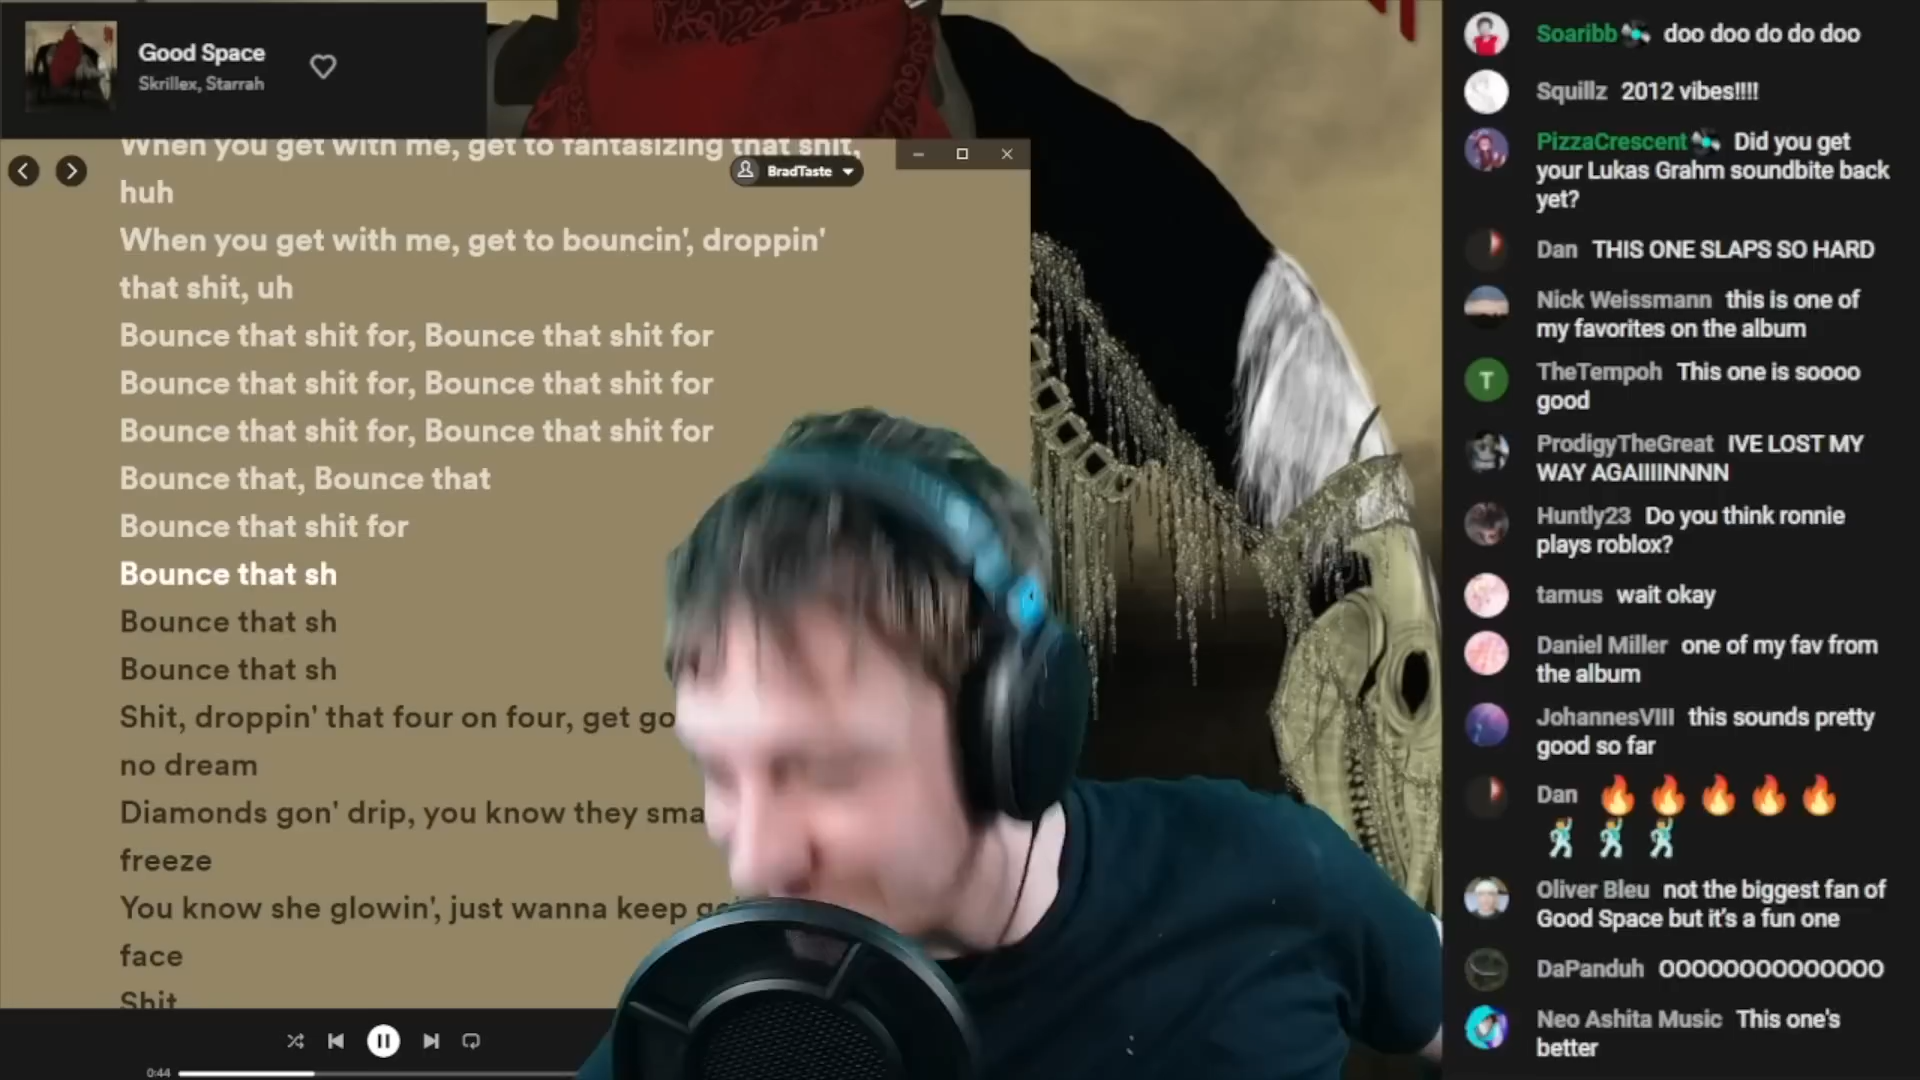 Good Space
Skrillex, Starrah
When you get with me, get to fantasizing that shit,
huh
BradTaste
When you get with me, get to bouncin', droppin'
that shit, uh
Bounce that shit for, Bounce that shit for
Bounce that shit for, Bounce that shit for
Bounce that shit for, Bounce that shit for
Bounce that, Bounce that
Bounce that shit for
Bounce that sh
Bounce that sh
Bounce that sh
Shit, droppin' that four on four, get go
no dream
Diamonds gon' drip, you know they sma
freeze
You know she glowin', just wanna keep
face
Shit
0:44
Soaribb doo doo do do doo
Squillz 2012 vibes!!!!
PizzaCrescent Did you get
your Lukas Grahm soundbite back
yet?
Dan THIS ONE SLAPS SO HARD
Nick Weissmann this is one of
my favorites on the album
T
TheTempoh This one is soooo
good
ProdigyTheGreat IVE LOST MY
WAY AGAIIIINNNN
Huntly23 Do you think ronnie
plays roblox?
tamus wait okay
Daniel Miller one of my fav from
the album
JohannesVIII this sounds pretty
good so far
Dan 🔥🔥🔥🔥🔥
🕺🕺🕺
Oliver Bleu not the biggest fan of
Good Space but it's a fun one
DaPanduh OOOOOOOOOOOOOO
Neo Ashita Music This one's
better